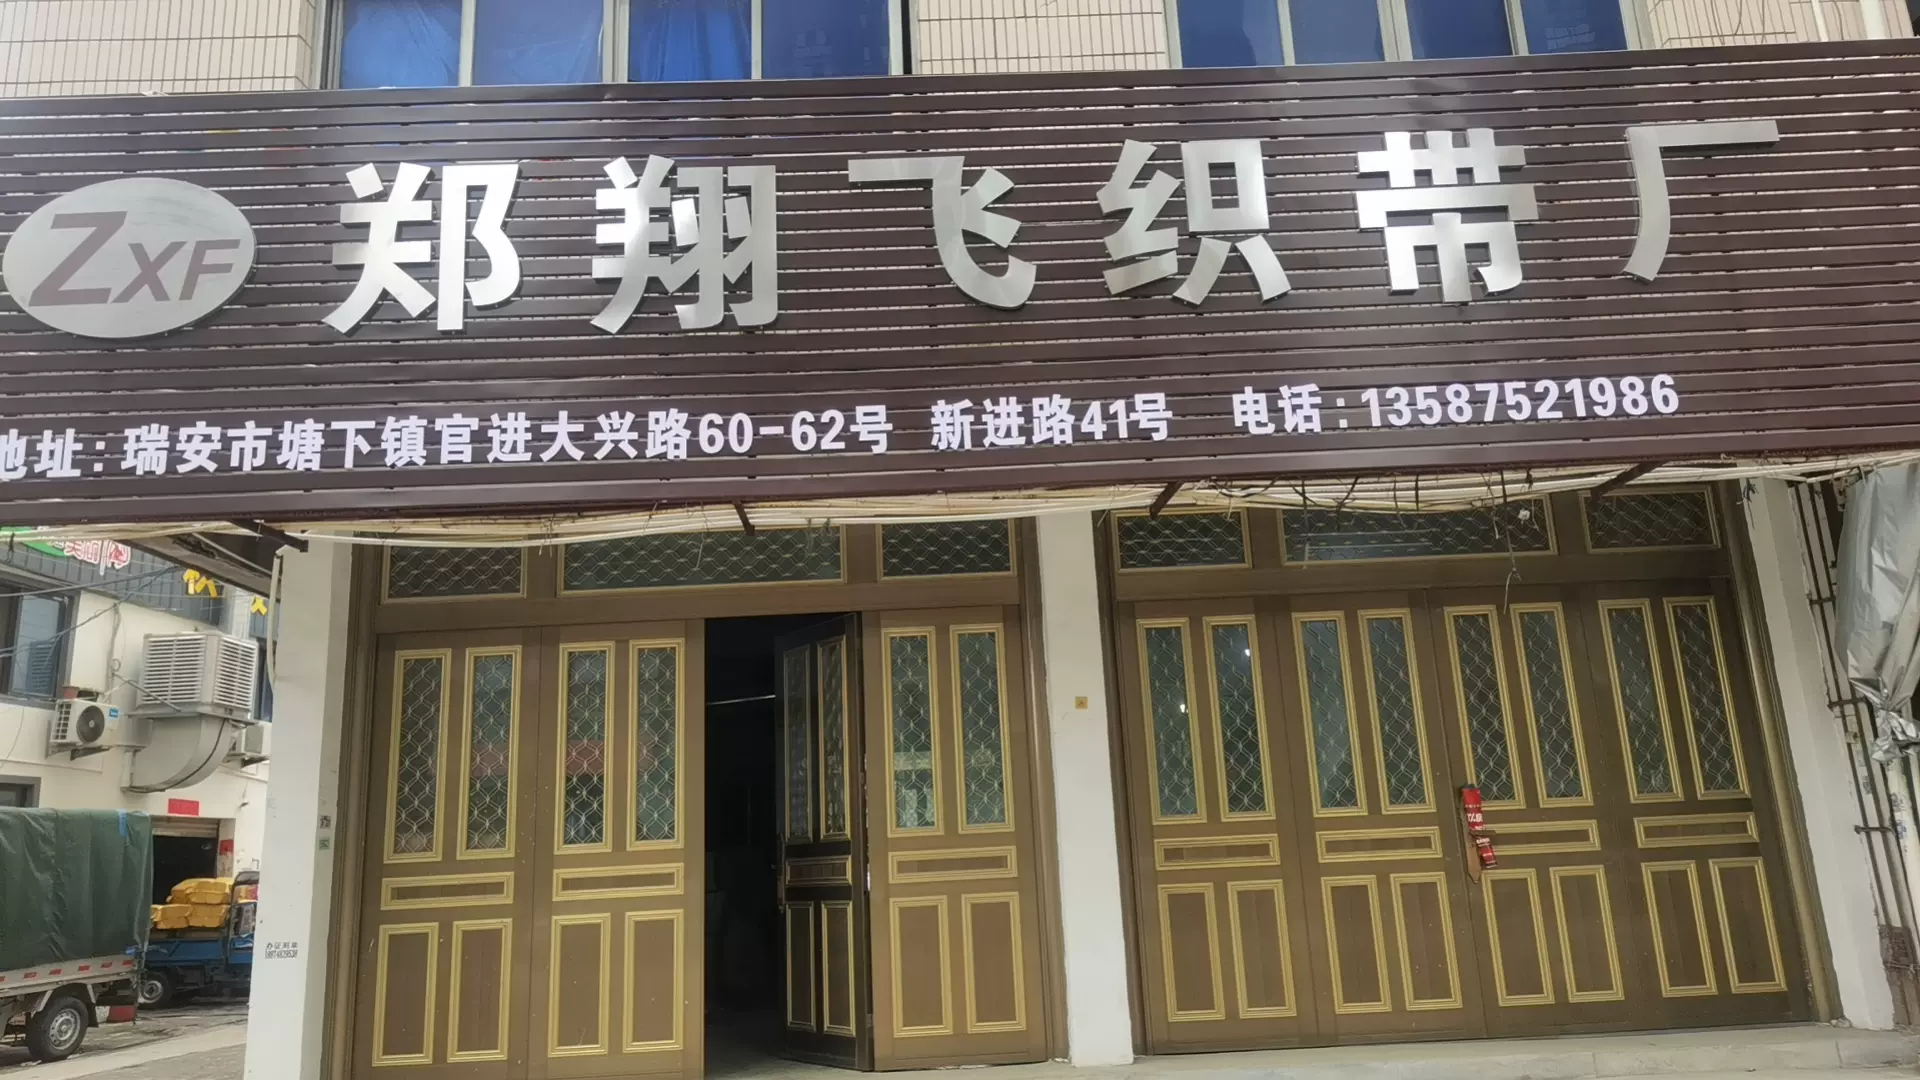 ZXF 郑翔飞织带厂
地址:瑞安市塘下镇官进大兴路60-62号 新进路41号 电话:13587521986